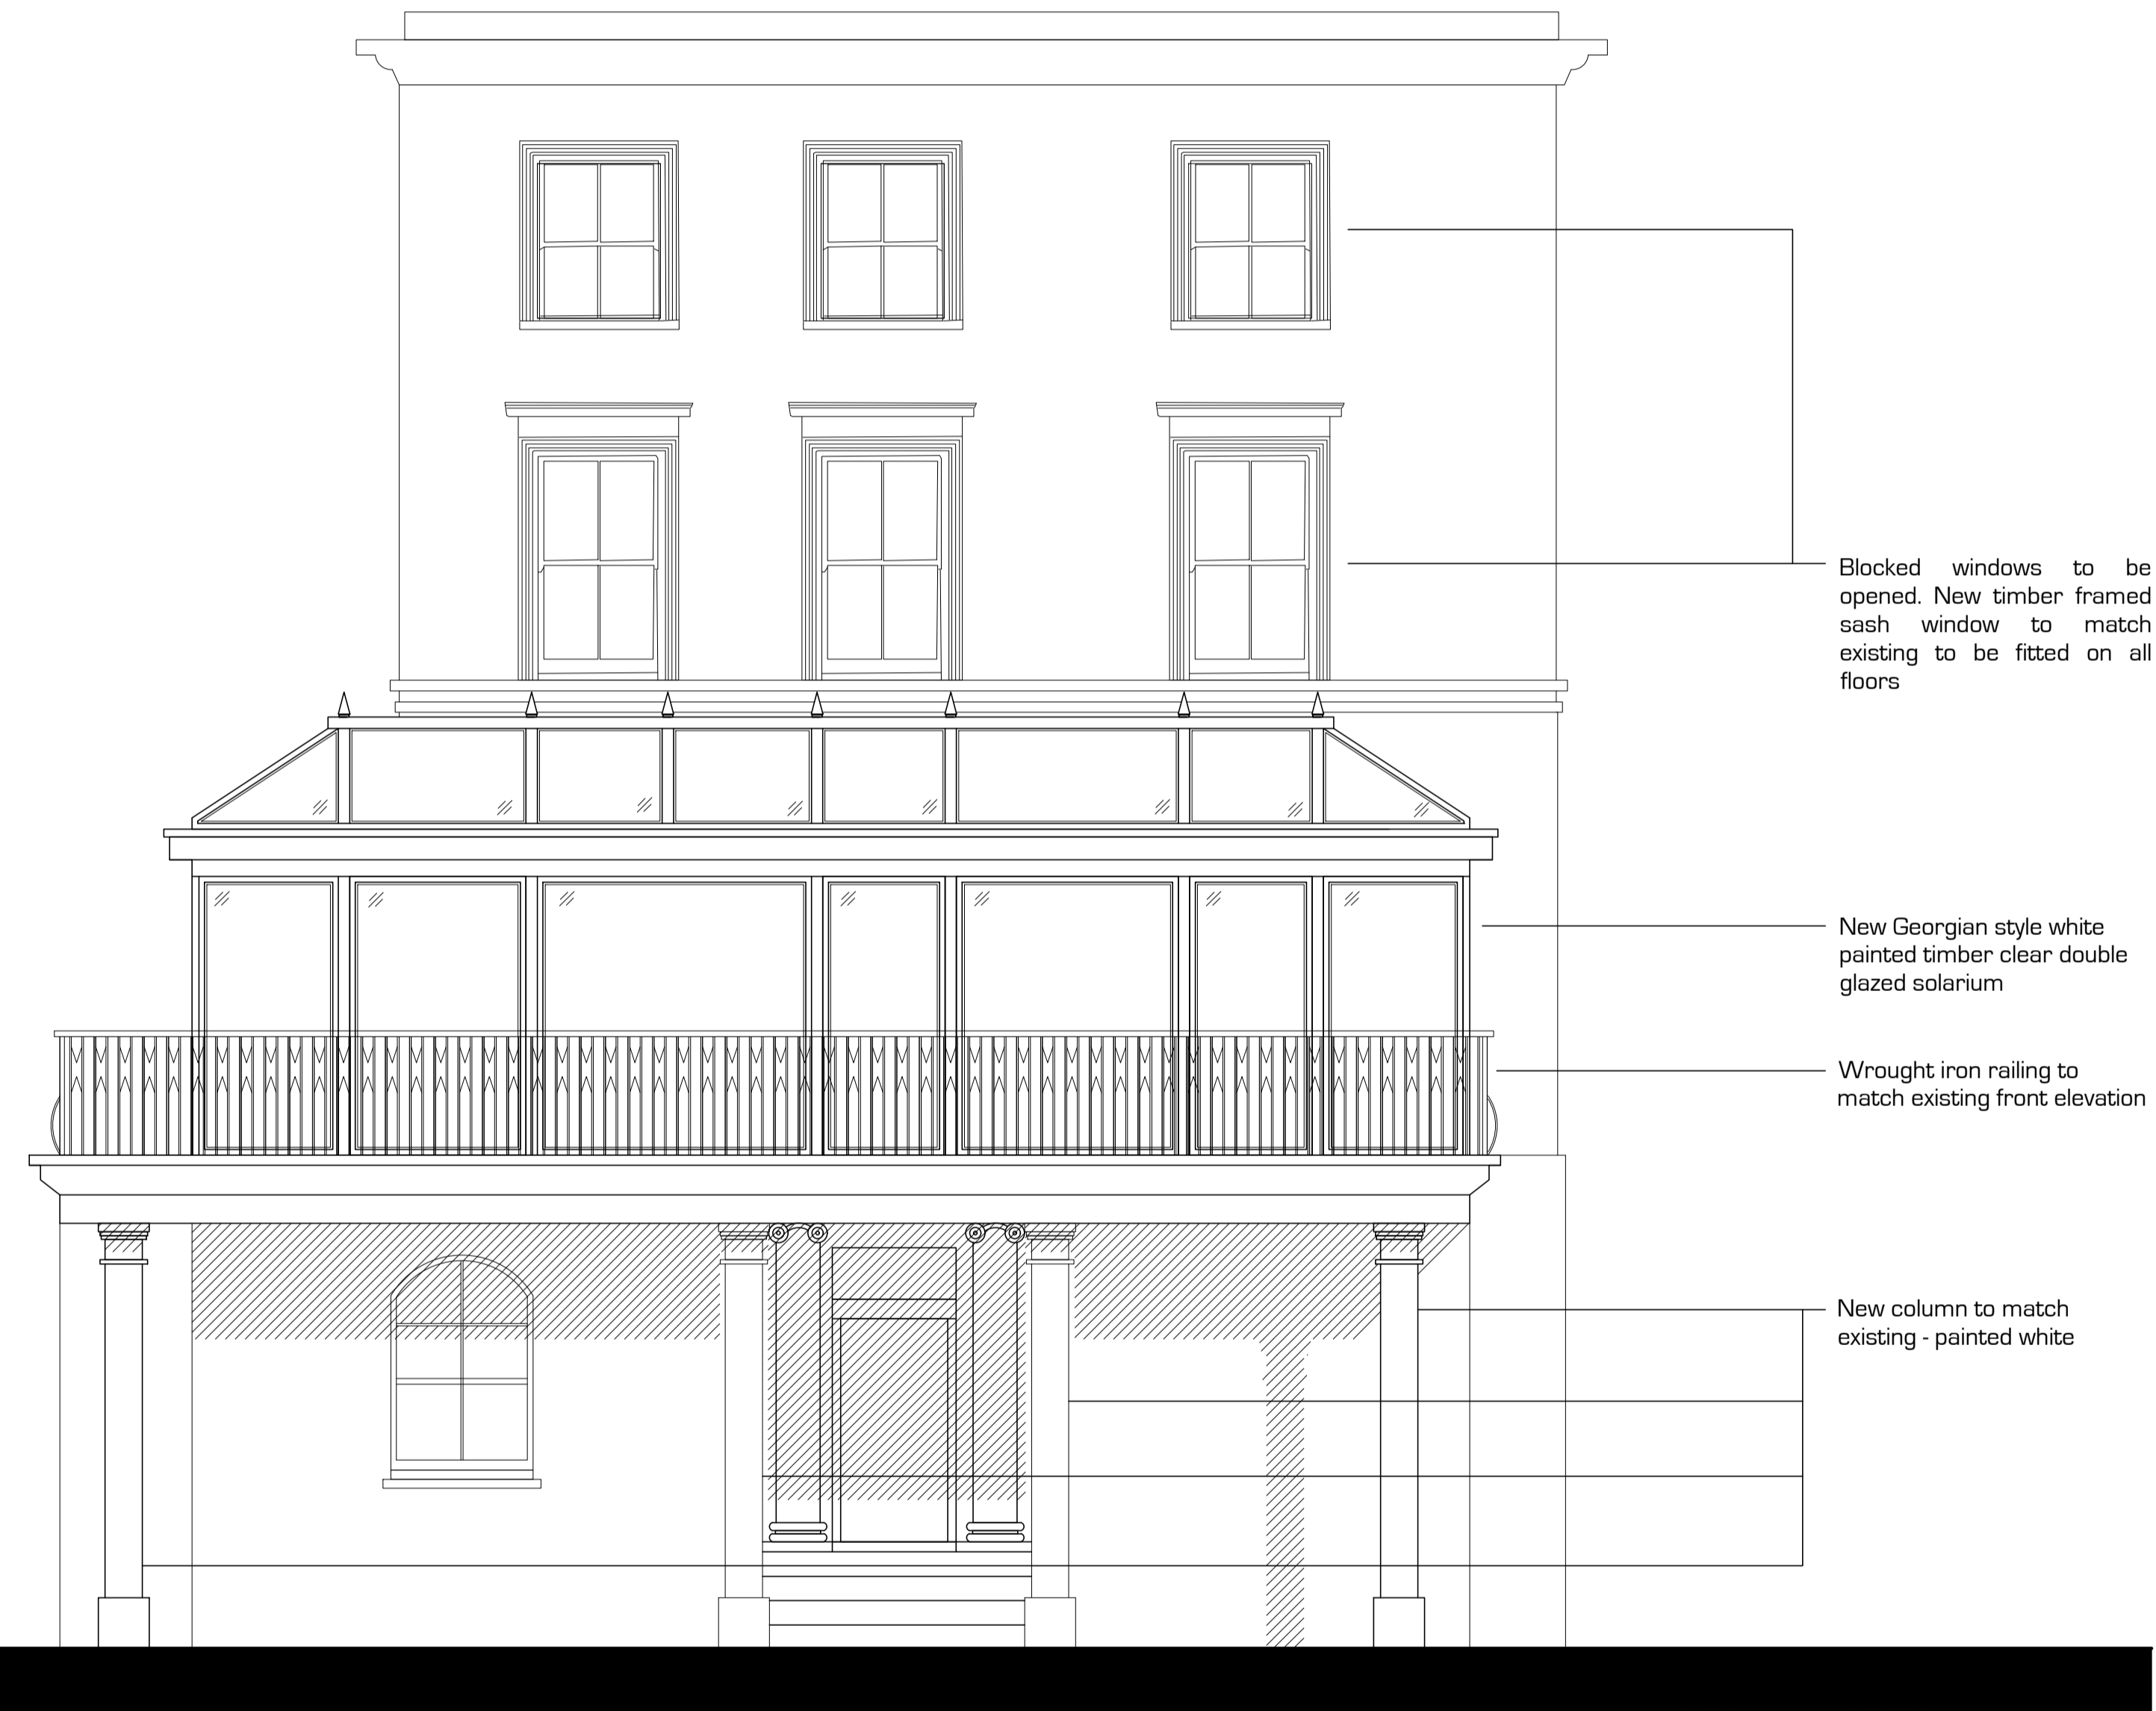 Blocked windows to be
opened. New timber framed
sash window to match
existing to be fitted on all
floors
New Georgian style white
painted timber clear double
glazed solarium
Wrought iron railing to
match existing front elevation
New column to match
existing - painted white